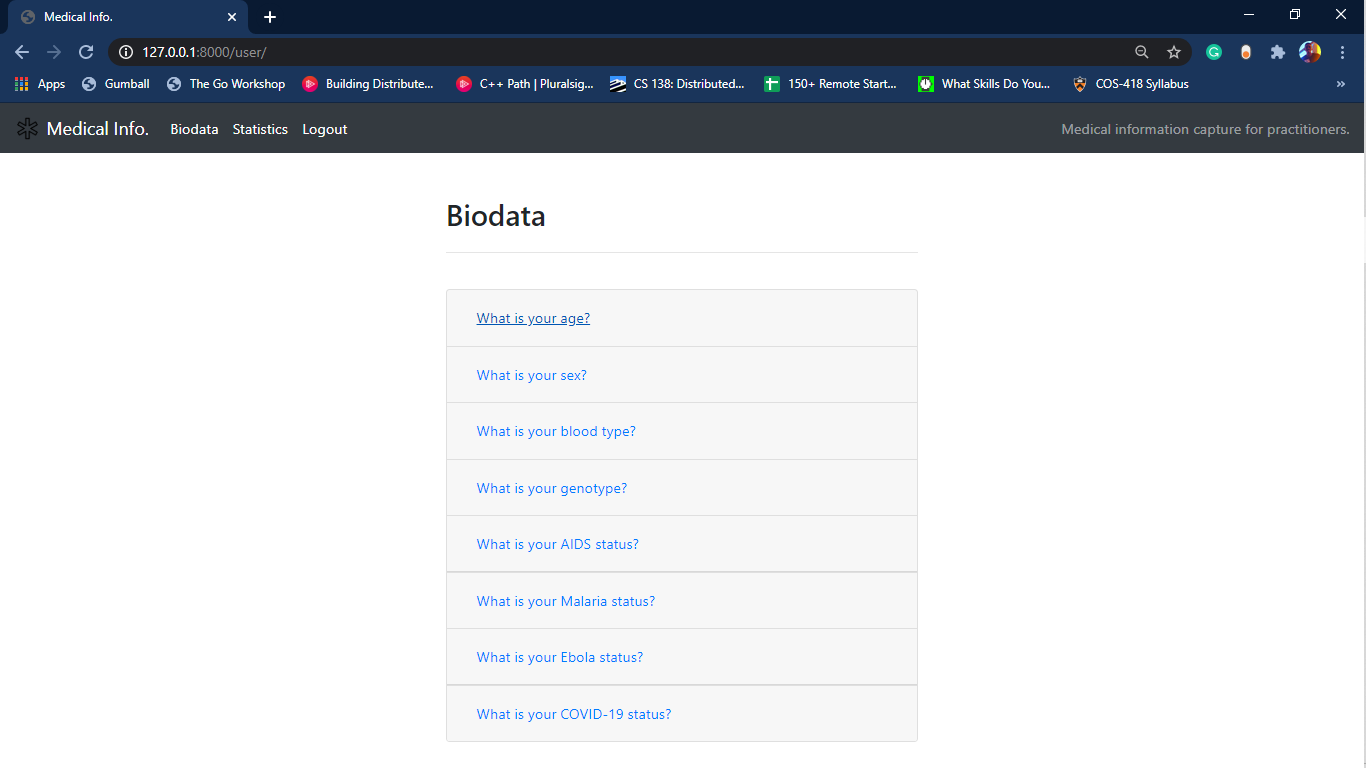 Medical Info.
127.0.0.1:8000/user/
Apps Gumball The Go Workshop Building Distribute... C++ Path | Pluralsig... CS 138: Distributed... 150+ Remote Start... What Skills Do You... COS-418 Syllabus »
Medical Info. Biodata Statistics Logout Medical information capture for practitioners.
Biodata
What is your age?
What is your sex?
What is your blood type?
What is your genotype?
What is your AIDS status?
What is your Malaria status?
What is your Ebola status?
What is your COVID-19 status?